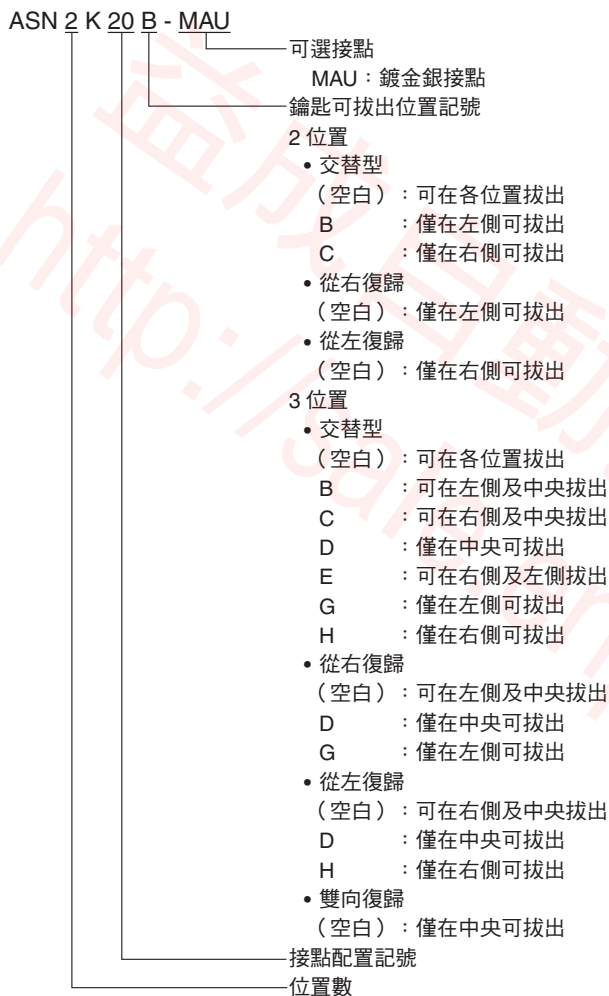 ASN 2 K 20 B - MAU
可選接點
MAU：鍍金銀接點
鑰匙可拔出位置記號
2 位置
• 交替型
（空白）：可在各位置拔出
B ：僅在左側可拔出
C ：僅在右側可拔出
• 從右復歸
（空白）：僅在左側可拔出
• 從左復歸
（空白）：僅在右側可拔出
3 位置
• 交替型
（空白）：可在各位置拔出
B ：可在左側及中央拔出
C ：可在右側及中央拔出
D ：僅在中央可拔出
E ：可在右側及左側拔出
G ：僅在左側可拔出
H ：僅在右側可拔出
• 從右復歸
（空白）：可在左側及中央拔出
D ：僅在中央可拔出
G ：僅在左側可拔出
• 從左復歸
（空白）：可在右側及中央拔出
D ：僅在中央可拔出
H ：僅在右側可拔出
• 雙向復歸
（空白）：僅在中央可拔出
接點配置記號
位置數
益成自動
http://sale.en